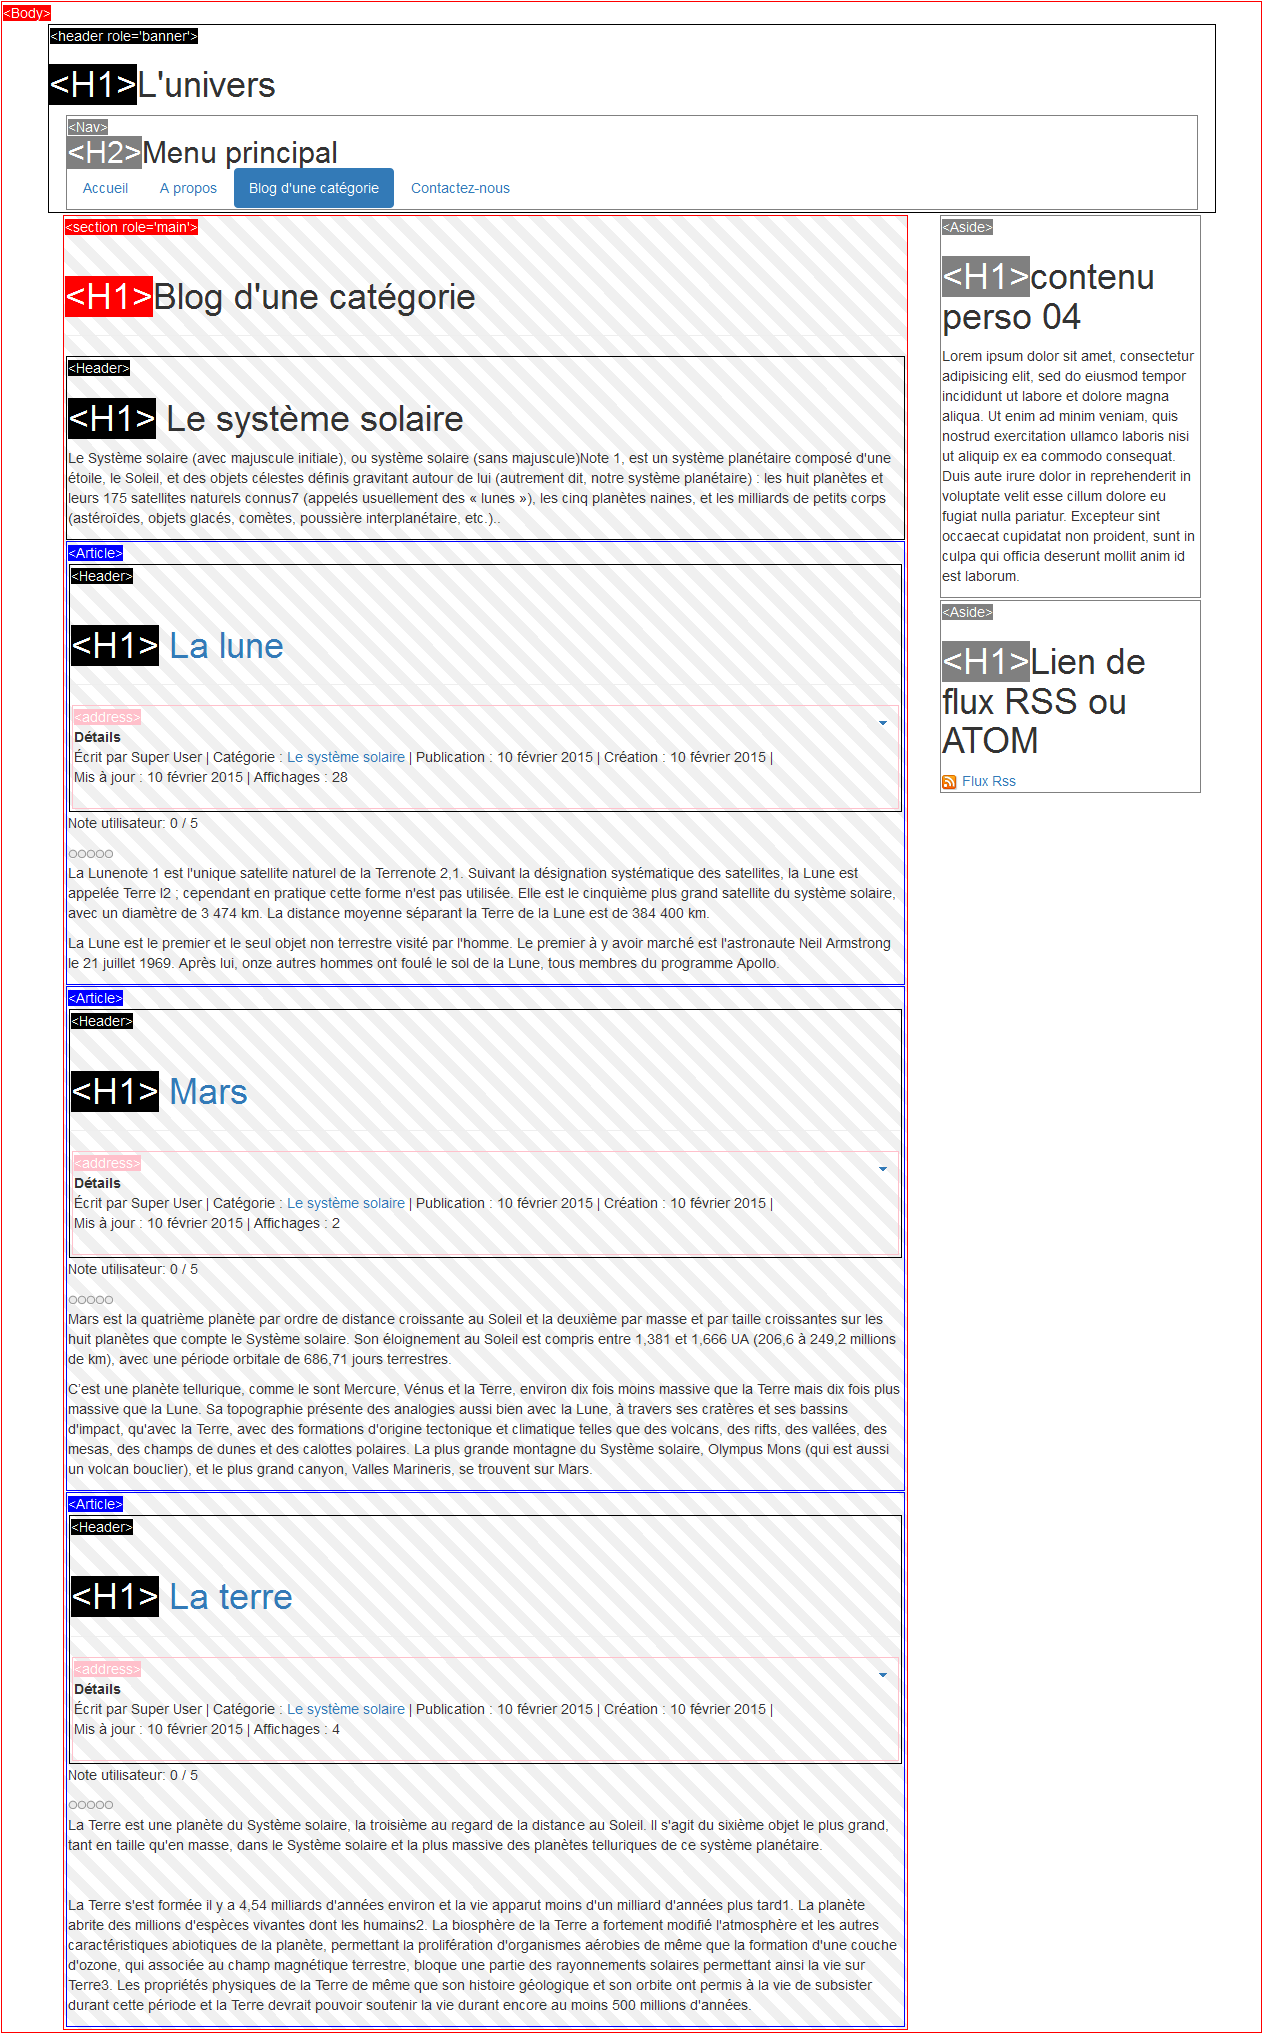 <Body>
<header role='banner'>
<H1>L'univers
<Nav>
<H2>Menu principal
Accueil A propos Blog d'une catégorie Contactez-nous
<section role='main'>
<H1>Blog d'une catégorie
<Header>
<H1> Le système solaire
Le Système solaire (avec majuscule initiale), ou système solaire (sans majuscule)Note 1, est un système planétaire composé d'une
étoile, le Soleil, et des objets célestes définis gravitant autour de lui (autrement dit, notre système planétaire) : les huit planètes et
leurs 175 satellites naturels connus7 (appelés usuellement des « lunes »), les cinq planètes naines, et les milliards de petits corps
(astéroïdes, objets glacés, comètes, poussière interplanétaire, etc.)..
<Article>
<Header>
<H1> La lune
<address>
Détails
Écrit par Super User | Catégorie : Le système solaire | Publication : 10 février 2015 | Création : 10 février 2015 |
Mis à jour : 10 février 2015 | Affichages : 28
Note utilisateur: 0 / 5
La Lunenote 1 est l'unique satellite naturel de la Terrenote 2,1. Suivant la désignation systématique des satellites, la Lune est
appelée Terre I2 ; cependant en pratique cette forme n'est pas utilisée. Elle est le cinquième plus grand satellite du système solaire,
avec un diamètre de 3 474 km. La distance moyenne séparant la Terre de la Lune est de 384 400 km.
La Lune est le premier et le seul objet non terrestre visité par l'homme. Le premier à y avoir marché est l'astronaute Neil Armstrong
le 21 juillet 1969. Après lui, onze autres hommes ont foulé le sol de la Lune, tous membres du programme Apollo.
<Article>
<Header>
<H1> Mars
<address>
Détails
Écrit par Super User | Catégorie : Le système solaire | Publication : 10 février 2015 | Création : 10 février 2015 |
Mis à jour : 10 février 2015 | Affichages : 2
Note utilisateur: 0 / 5
Mars est la quatrième planète par ordre de distance croissante au Soleil et la deuxième par masse et par taille croissantes sur les
huit planètes que compte le Système solaire. Son éloignement au Soleil est compris entre 1,381 et 1,666 UA (206,6 à 249,2 millions
de km), avec une période orbitale de 686,71 jours terrestres.
C'est une planète tellurique, comme le sont Mercure, Vénus et la Terre, environ dix fois moins massive que la Terre mais dix fois plus
massive que la Lune. Sa topographie présente des analogies aussi bien avec la Lune, à travers ses cratères et ses bassins
d'impact, qu'avec la Terre, avec des formations d'origine tectonique et climatique telles que des volcans, des rifts, des vallées, des
mesas, des champs de dunes et des calottes polaires. La plus grande montagne du Système solaire, Olympus Mons (qui est aussi
un volcan bouclier), et le plus grand canyon, Valles Marineris, se trouvent sur Mars.
<Article>
<Header>
<H1> La terre
<address>
Détails
Écrit par Super User | Catégorie : Le système solaire | Publication : 10 février 2015 | Création : 10 février 2015 |
Mis à jour : 10 février 2015 | Affichages : 4
Note utilisateur: 0 / 5
La Terre est une planète du Système solaire, la troisième au regard de la distance au Soleil. Il s'agit du sixième objet le plus grand,
tant en taille qu'en masse, dans le Système solaire et la plus massive des planètes telluriques de ce système planétaire.
La Terre s'est formée il y a 4,54 milliards d'années environ et la vie apparut moins d'un milliard d'années plus tard1. La planète
abrite des millions d'espèces vivantes dont les humains2. La biosphère de la Terre a fortement modifié l'atmosphère et les autres
caractéristiques abiotiques de la planète, permettant la prolifération d'organismes aérobies de même que la formation d'une couche
d'ozone, qui associée au champ magnétique terrestre, bloque une partie des rayonnements solaires permettant ainsi la vie sur
Terre3. Les propriétés physiques de la Terre de même que son histoire géologique et son orbite ont permis à la vie de subsister
durant cette période et la Terre devrait pouvoir soutenir la vie durant encore au moins 500 millions d'années.
<Aside>
<H1>contenu
perso 04
Lorem ipsum dolor sit amet, consectetur
adipisicing elit, sed do eiusmod tempor
incididunt ut labore et dolore magna
aliqua. Ut enim ad minim veniam, quis
nostrud exercitation ullamco laboris nisi
ut aliquip ex ea commodo consequat.
Duis aute irure dolor in reprehenderit in
voluptate velit esse cillum dolore eu
fugiat nulla pariatur. Excepteur sint
occaecat cupidatat non proident, sunt in
culpa qui officia deserunt mollit anim id
est laborum.
<Aside>
<H1>Lien de
flux RSS ou
ATOM
Flux Rss